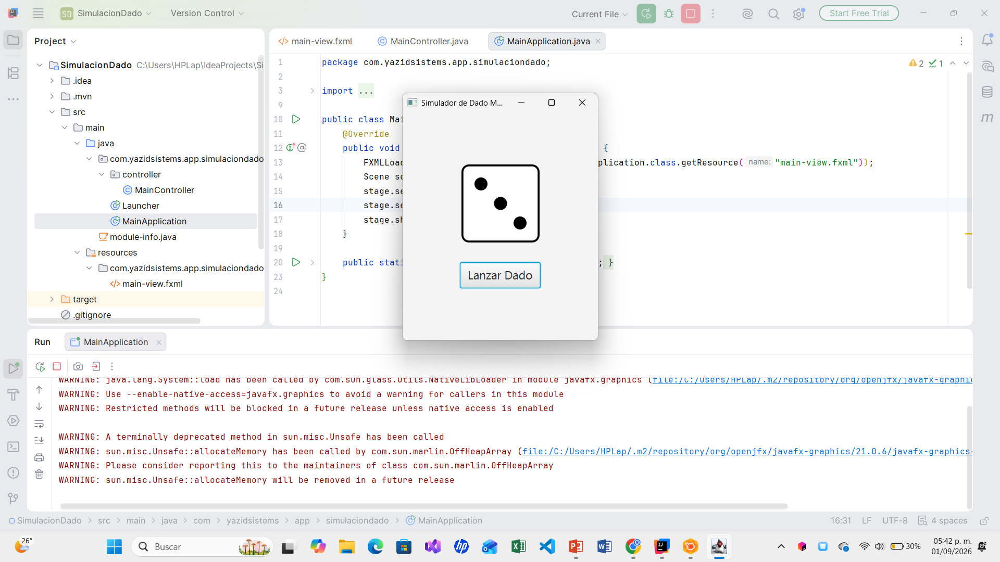 SD SimulacionDado Version Control Current File Start Free Trial
Project
main-view.fxml MainController.java MainApplication.java
SimulacionDado C:\Users\HPLap\IdeaProjects\Si
.idea
.mvn
src
main
java
com.yazidsistems.app.simulaciondado
controller
MainController
Launcher
MainApplication
module-info.java
resources
com.yazidsistems.app.simulaciondado
main-view.fxml
target
.gitignore
1 package com.yazidsistems.app.simulaciondado;
2 1
2
3 import ...
9
10 public class Mai
11 @Override
12 public void {
13 FXMLLoad plication.class.getResource( name: "main-view.fxml"));
14 Scene sc
15 stage.se
16 stage.se
17 stage.sh
18 }
19
20 public stati ; }
23 }
24
Simulador de Dado M...
Lanzar Dado
Run MainApplication
WARNING: java.lang.System::load has been called by com.sun.glass.utils.NativeLibLoader in module javafx.graphics (file:/C:/Users/HPLap/.m2/repository/org/openjfx/javafx-graphic
WARNING: Use --enable-native-access=javafx.graphics to avoid a warning for callers in this module
WARNING: Restricted methods will be blocked in a future release unless native access is enabled
WARNING: A terminally deprecated method in sun.misc.Unsafe has been called
WARNING: sun.misc.Unsafe::allocateMemory has been called by com.sun.marlin.OffHeapArray (file:/C:/Users/HPLap/.m2/repository/org/openjfx/javafx-graphics/21.0.6/javafx-graphics-
WARNING: Please consider reporting this to the maintainers of class com.sun.marlin.OffHeapArray
WARNING: sun.misc.Unsafe::allocateMemory will be removed in a future release
SimulacionDado src main java com yazidsistems app simulaciondado MainApplication 16:31 LF UTF-8 4 spaces
26°
Buscar
30%
05:42 p. m.
01/09/2026